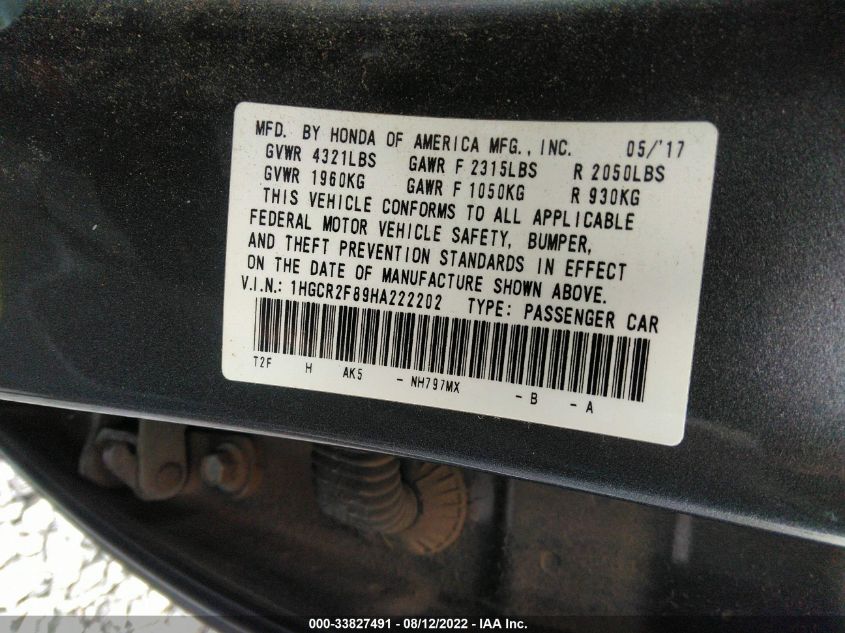 MFD. BY HONDA OF AMERICA MFG., INC. 05/'17
GVWR 4321LBS GAWR F 2315LBS R 2050LBS
GVWR 1960KG GAWR F 1050KG R 930KG
THIS VEHICLE CONFORMS TO ALL APPLICABLE
FEDERAL MOTOR VEHICLE SAFETY, BUMPER,
AND THEFT PREVENTION STANDARDS IN EFFECT
ON THE DATE OF MANUFACTURE SHOWN ABOVE.
V.I.N.: 1HGCR2F89HA222202 TYPE: PASSENGER CAR
T2F H AK5 - NH797MX - B - A
000-33827491 - 08/12/2022 - IAA Inc.